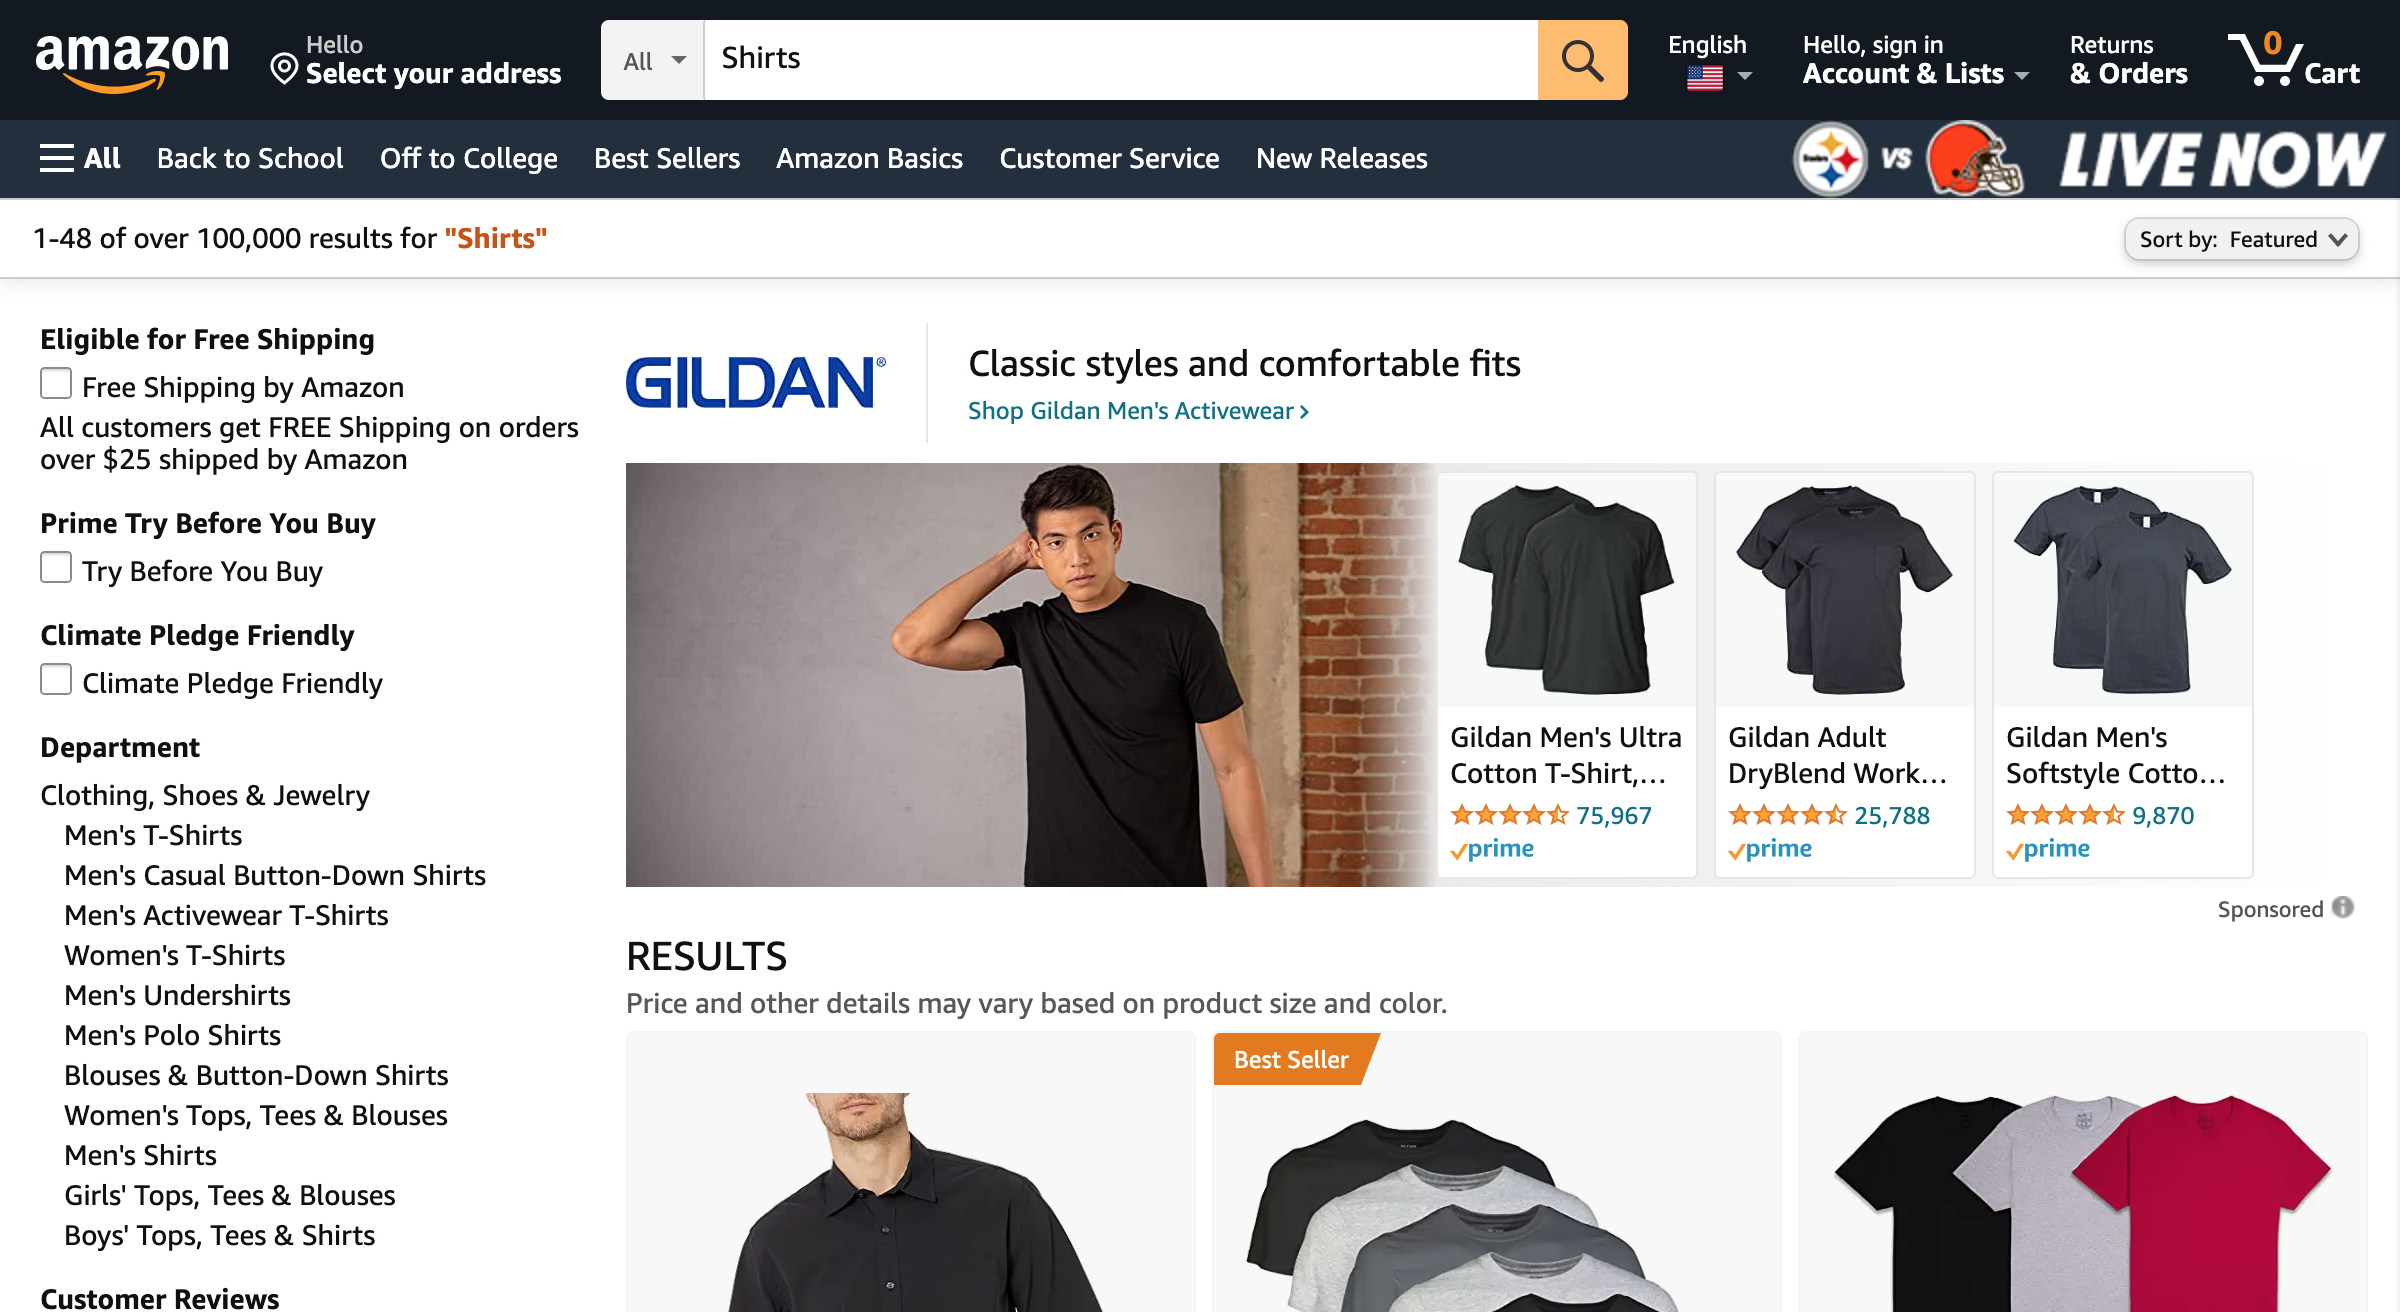 amazon
Hello
Select your address
All
Shirts
English
Hello, sign in
Account & Lists
Returns
& Orders
0
Cart
All
Back to School
Off to College
Best Sellers
Amazon Basics
Customer Service
New Releases
Steelers
VS
LIVE NOW
1-48 of over 100,000 results for "Shirts"
Sort by: Featured
Eligible for Free Shipping
Free Shipping by Amazon
All customers get FREE Shipping on orders
over $25 shipped by Amazon
Prime Try Before You Buy
Try Before You Buy
Climate Pledge Friendly
Climate Pledge Friendly
Department
Clothing, Shoes & Jewelry
Men's T-Shirts
Men's Casual Button-Down Shirts
Men's Activewear T-Shirts
Women's T-Shirts
Men's Undershirts
Men's Polo Shirts
Blouses & Button-Down Shirts
Women's Tops, Tees & Blouses
Men's Shirts
Girls' Tops, Tees & Blouses
Boys' Tops, Tees & Shirts
Customer Reviews
GILDAN®
Classic styles and comfortable fits
Shop Gildan Men's Activewear ›
Gildan Men's Ultra
Cotton T-Shirt,…
75,967
prime
Gildan Adult
DryBlend Work…
25,788
prime
Gildan Men's
Softstyle Cotto…
9,870
prime
Sponsored
RESULTS
Price and other details may vary based on product size and color.
Best Seller